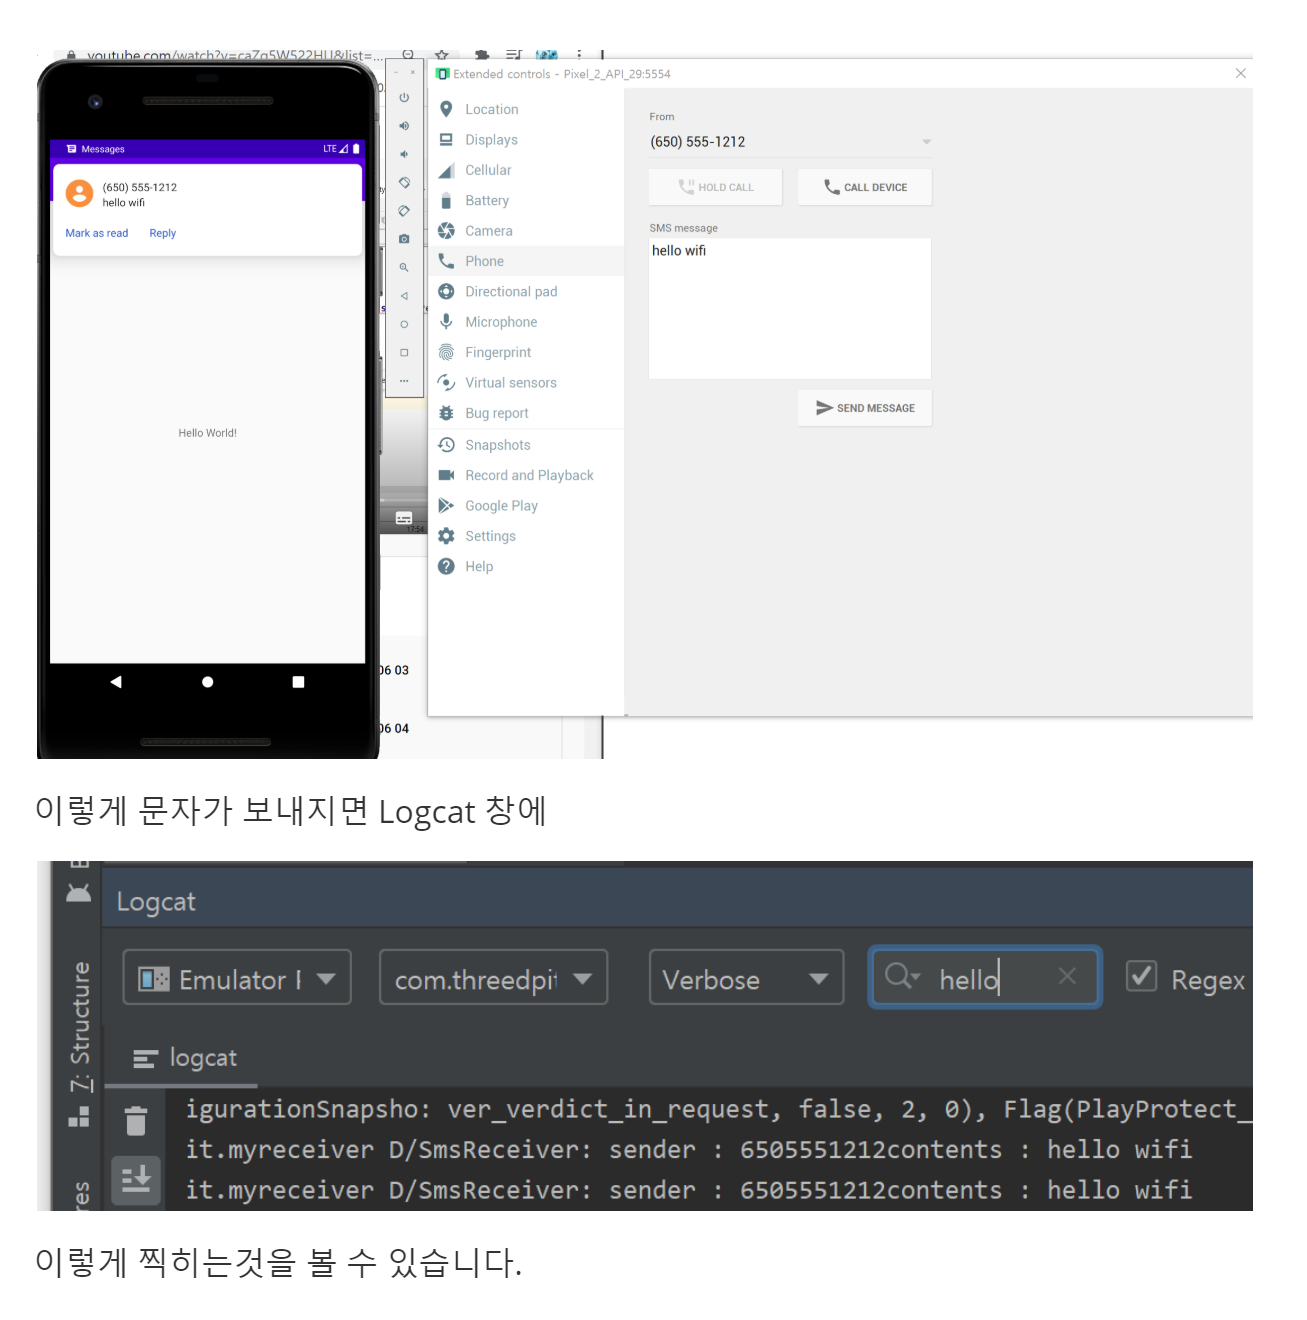 youtube.com/watch?v=caZg5W522HU&list=...
Extended controls - Pixel_2_API_29:5554
Messages
LTE
(650) 555-1212
hello wifi
Mark as read Reply
Hello World!
17:54
06 03
06 04
Location
Displays
Cellular
Battery
Camera
Phone
Directional pad
Microphone
Fingerprint
Virtual sensors
Bug report
Snapshots
Record and Playback
Google Play
Settings
Help
From
(650) 555-1212
HOLD CALL
CALL DEVICE
SMS message
hello wifi
SEND MESSAGE
이렇게 문자가 보내지면 Logcat 창에
Logcat
Emulator
com.threedpit
Verbose
hello
Regex
7: Structure
logcat
igurationSnapsho: ver_verdict_in_request, false, 2, 0), Flag(PlayProtect_
it.myreceiver D/SmsReceiver: sender : 6505551212contents : hello wifi
it.myreceiver D/SmsReceiver: sender : 6505551212contents : hello wifi
이렇게 찍히는것을 볼 수 있습니다.